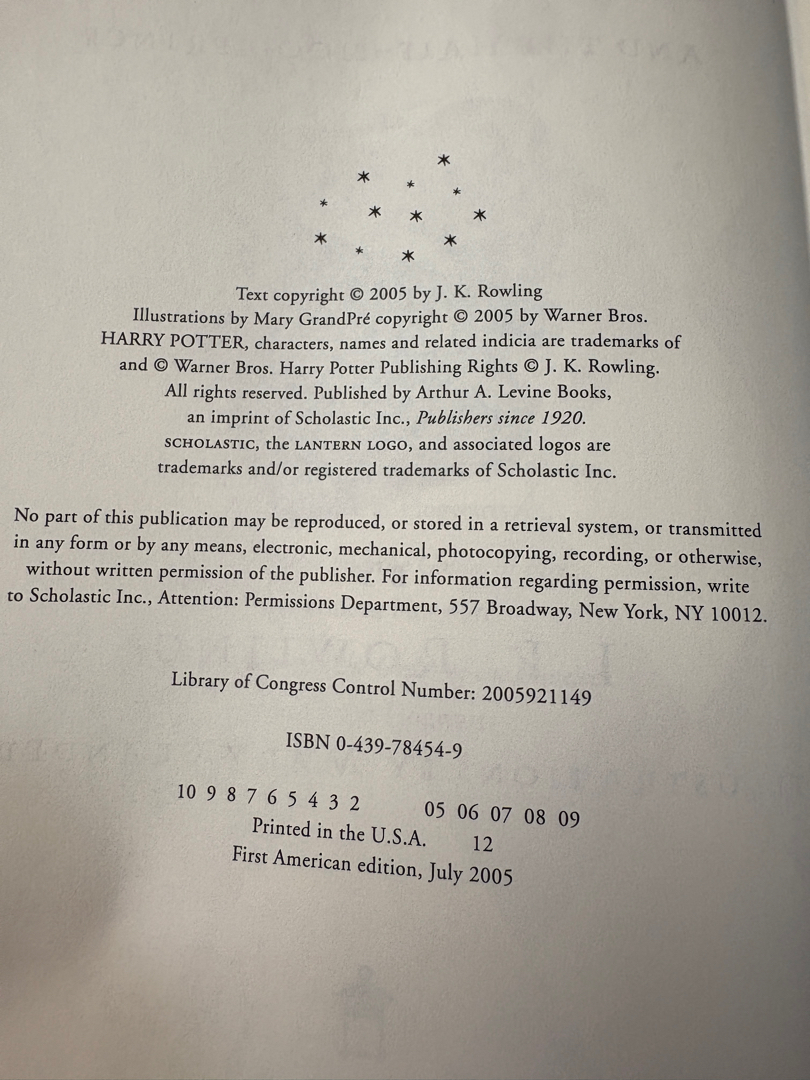 Text copyright © 2005 by J. K. Rowling
Illustrations by Mary GrandPré copyright © 2005 by Warner Bros.
HARRY POTTER, characters, names and related indicia are trademarks of
and © Warner Bros. Harry Potter Publishing Rights © J. K. Rowling.
All rights reserved. Published by Arthur A. Levine Books,
an imprint of Scholastic Inc., Publishers since 1920.
SCHOLASTIC, the LANTERN LOGO, and associated logos are
trademarks and/or registered trademarks of Scholastic Inc.
No part of this publication may be reproduced, or stored in a retrieval system, or transmitted
in any form or by any means, electronic, mechanical, photocopying, recording, or otherwise,
without written permission of the publisher. For information regarding permission, write
to Scholastic Inc., Attention: Permissions Department, 557 Broadway, New York, NY 10012.
Library of Congress Control Number: 2005921149
ISBN 0-439-78454-9
10 9 8 7 6 5 4 3 2 05 06 07 08 09
Printed in the U.S.A. 12
First American edition, July 2005